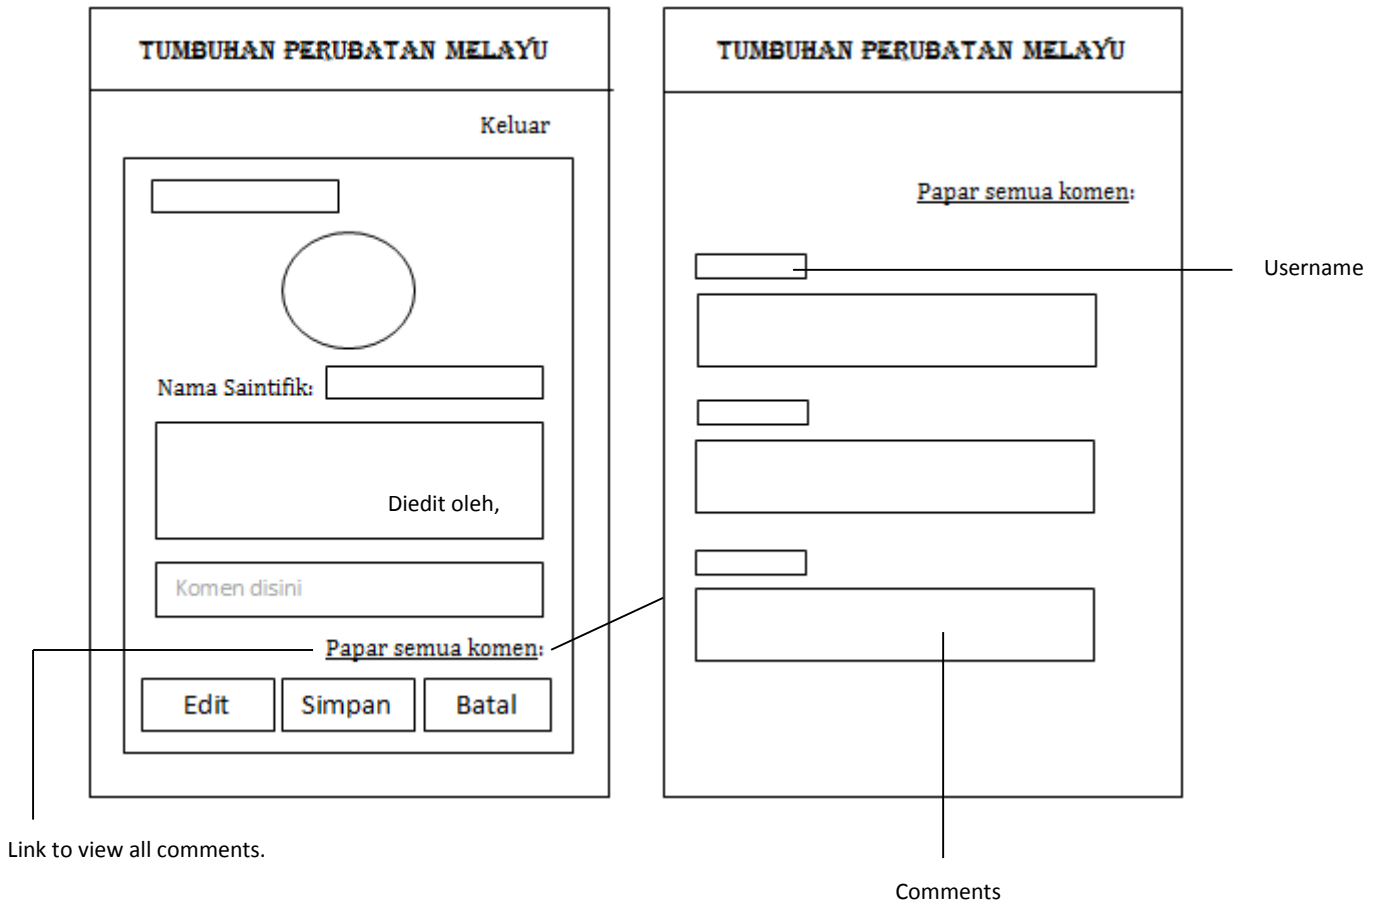 TUMBUHAN PERUBATAN MELAYU
Keluar
Nama Saintifik:
Diedit oleh,
Komen disini
Papar semua komen:
Edit
Simpan
Batal
Link to view all comments.
TUMBUHAN PERUBATAN MELAYU
Papar semua komen:
Username
Comments